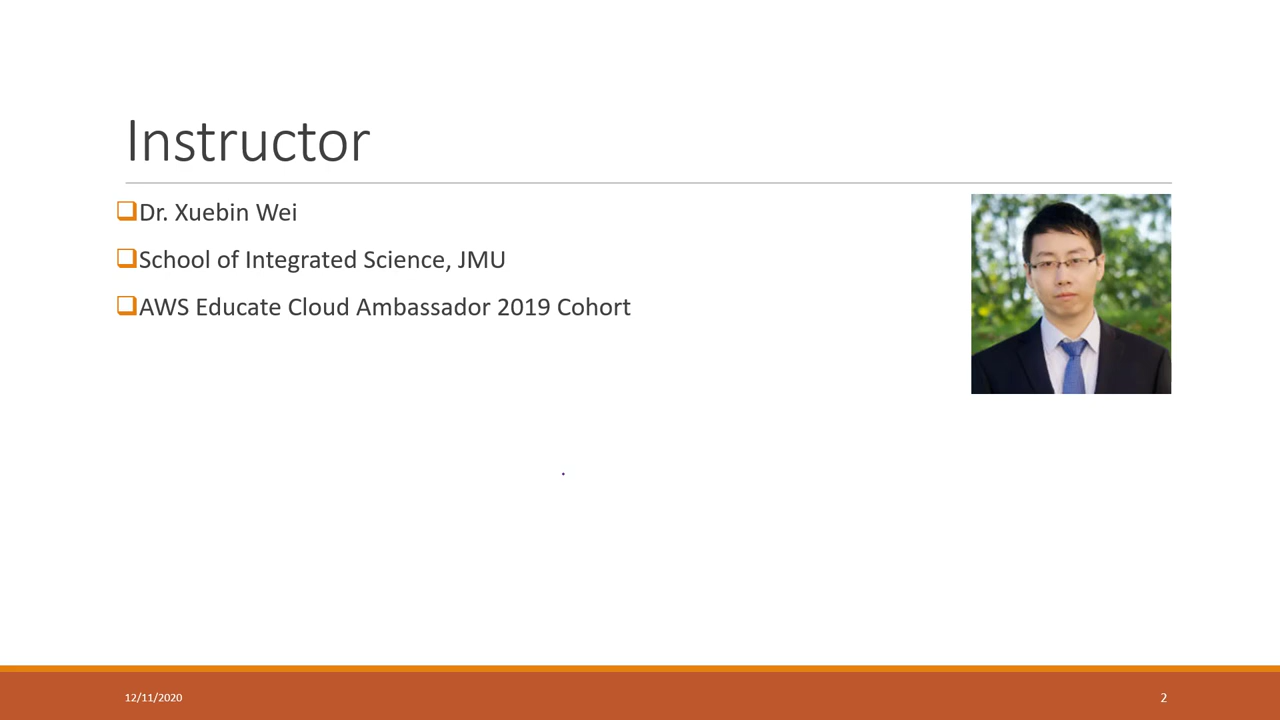 Instructor
Dr. Xuebin Wei
School of Integrated Science, JMU
AWS Educate Cloud Ambassador 2019 Cohort
12/11/2020
2